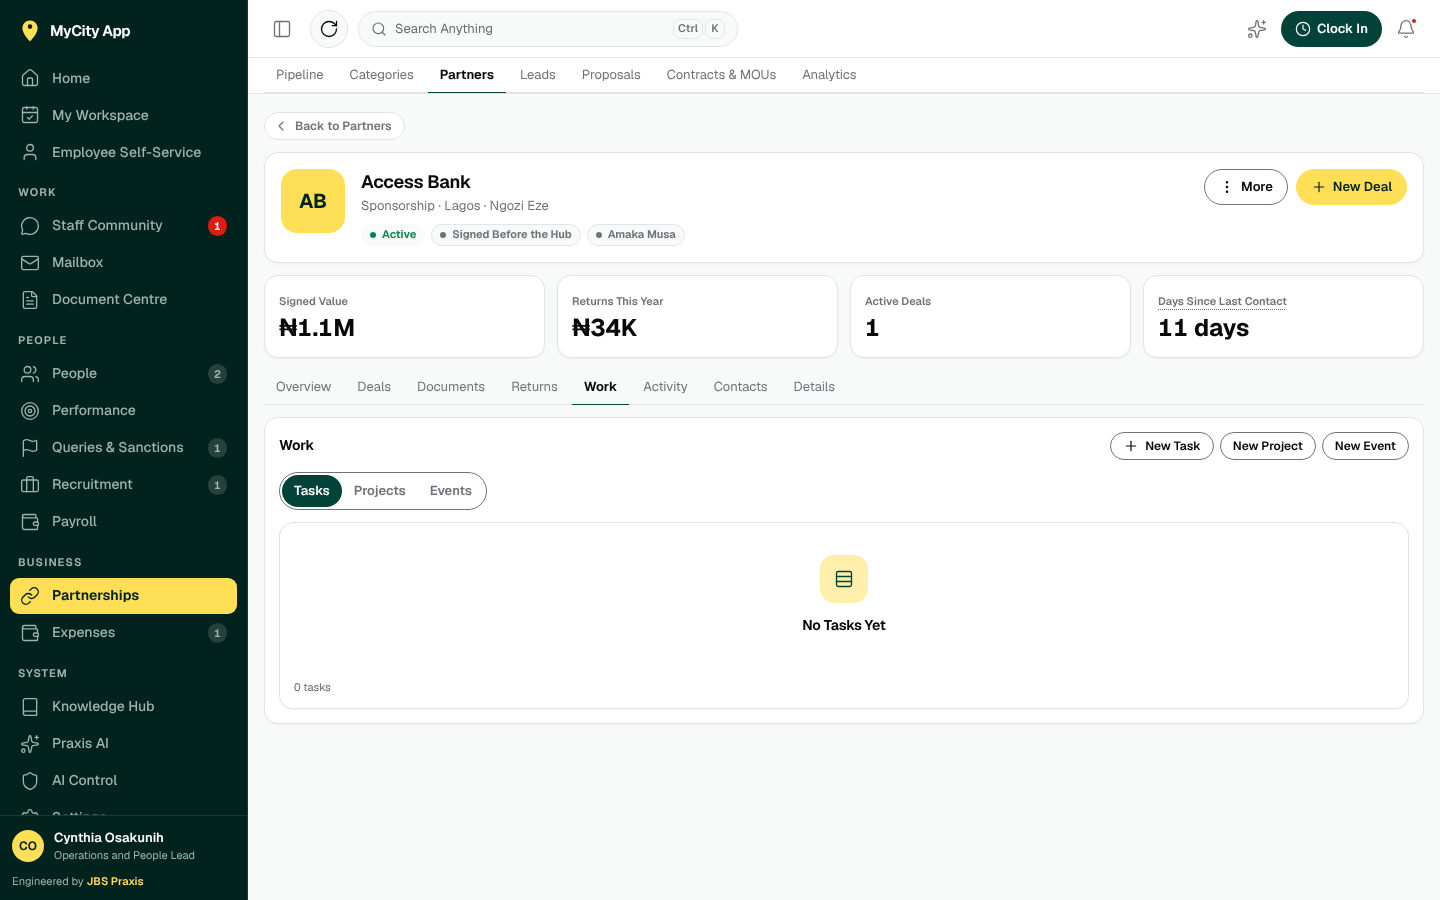 MyCity App
Home
My Workspace
Employee Self-Service
WORK
Staff Community 1
Mailbox
Document Centre
PEOPLE
People 2
Performance
Queries & Sanctions 1
Recruitment 1
Payroll
BUSINESS
Partnerships
Expenses 1
SYSTEM
Knowledge Hub
Praxis AI
AI Control
CO Cynthia Osakunih
Operations and People Lead
Engineered by JBS Praxis
Search Anything Ctrl K
Clock In
Pipeline Categories Partners Leads Proposals Contracts & MOUs Analytics
Back to Partners
AB
Access Bank
Sponsorship · Lagos · Ngozi Eze
Active Signed Before the Hub Amaka Musa
More New Deal
Signed Value
₦1.1M
Returns This Year
₦34K
Active Deals
1
Days Since Last Contact
11 days
Overview Deals Documents Returns Work Activity Contacts Details
Work
New Task New Project New Event
Tasks Projects Events
No Tasks Yet
0 tasks